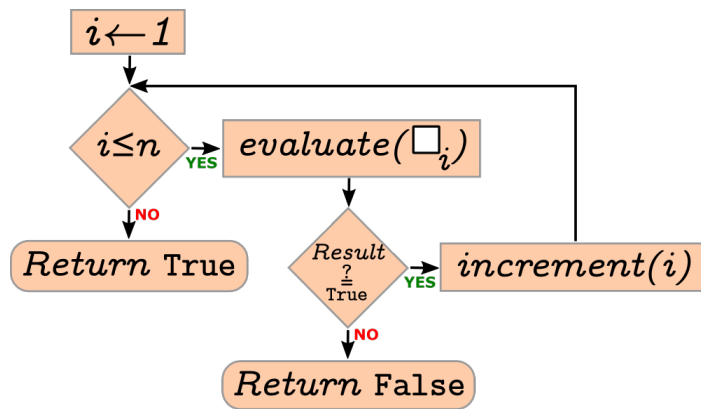 i←1
i≤n
YES
evaluate(□i)
NO
Return True
Result
?
=
True
YES
increment(i)
NO
Return False